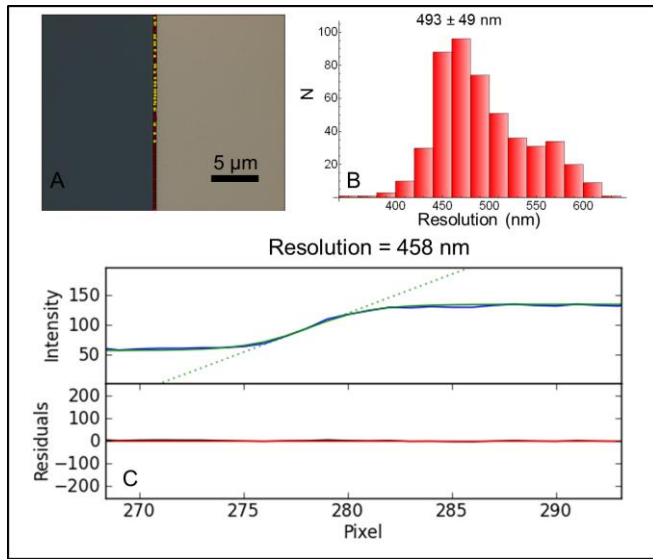 A
5 µm
493 ± 49 nm
N
100
80
60
40
20
400 450 500 550 600
Resolution (nm)
B
Resolution = 458 nm
Intensity
150
100
50
Residuals
200
100
0
−100
−200
C
270 275 280 285 290
Pixel